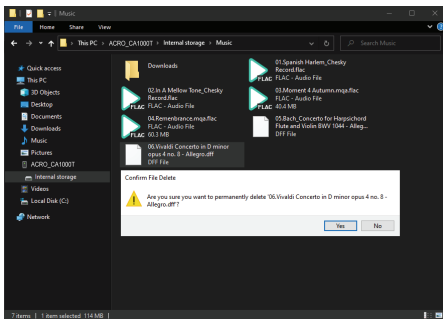 Music
File
Home
Share
View
This PC > ACRO_CA1000T > Internal storage > Music
Search Music
Quick access
This PC
3D Objects
Desktop
Documents
Downloads
Music
Pictures
ACRO_CA1000T
Internal storage
Videos
Local Disk (C:)
Network
Downloads
01.Spanish Harlem_Chesky
Record.flac
FLAC - Audio File
FLAC
02.In A Mellow Tone_Chesky
Record.flac
FLAC - Audio File
FLAC
03.Moment 4 Autumn.mqa.flac
FLAC - Audio File
40.4 MB
FLAC
04.Remenbrance.mqa.flac
FLAC - Audio File
60.3 MB
FLAC
05.Bach_Concerto for Harpsichord
Flute and Violin BWV 1044 - Alleg...
DFF File
06.Vivaldi Concerto in D minor
opus 4 no. 8 - Allegro.dff
DFF File
Confirm File Delete
Are you sure you want to permanently delete '06.Vivaldi Concerto in D minor opus 4 no. 8 -
Allegro.dff'?
Yes
No
7 items
1 item selected 114 MB